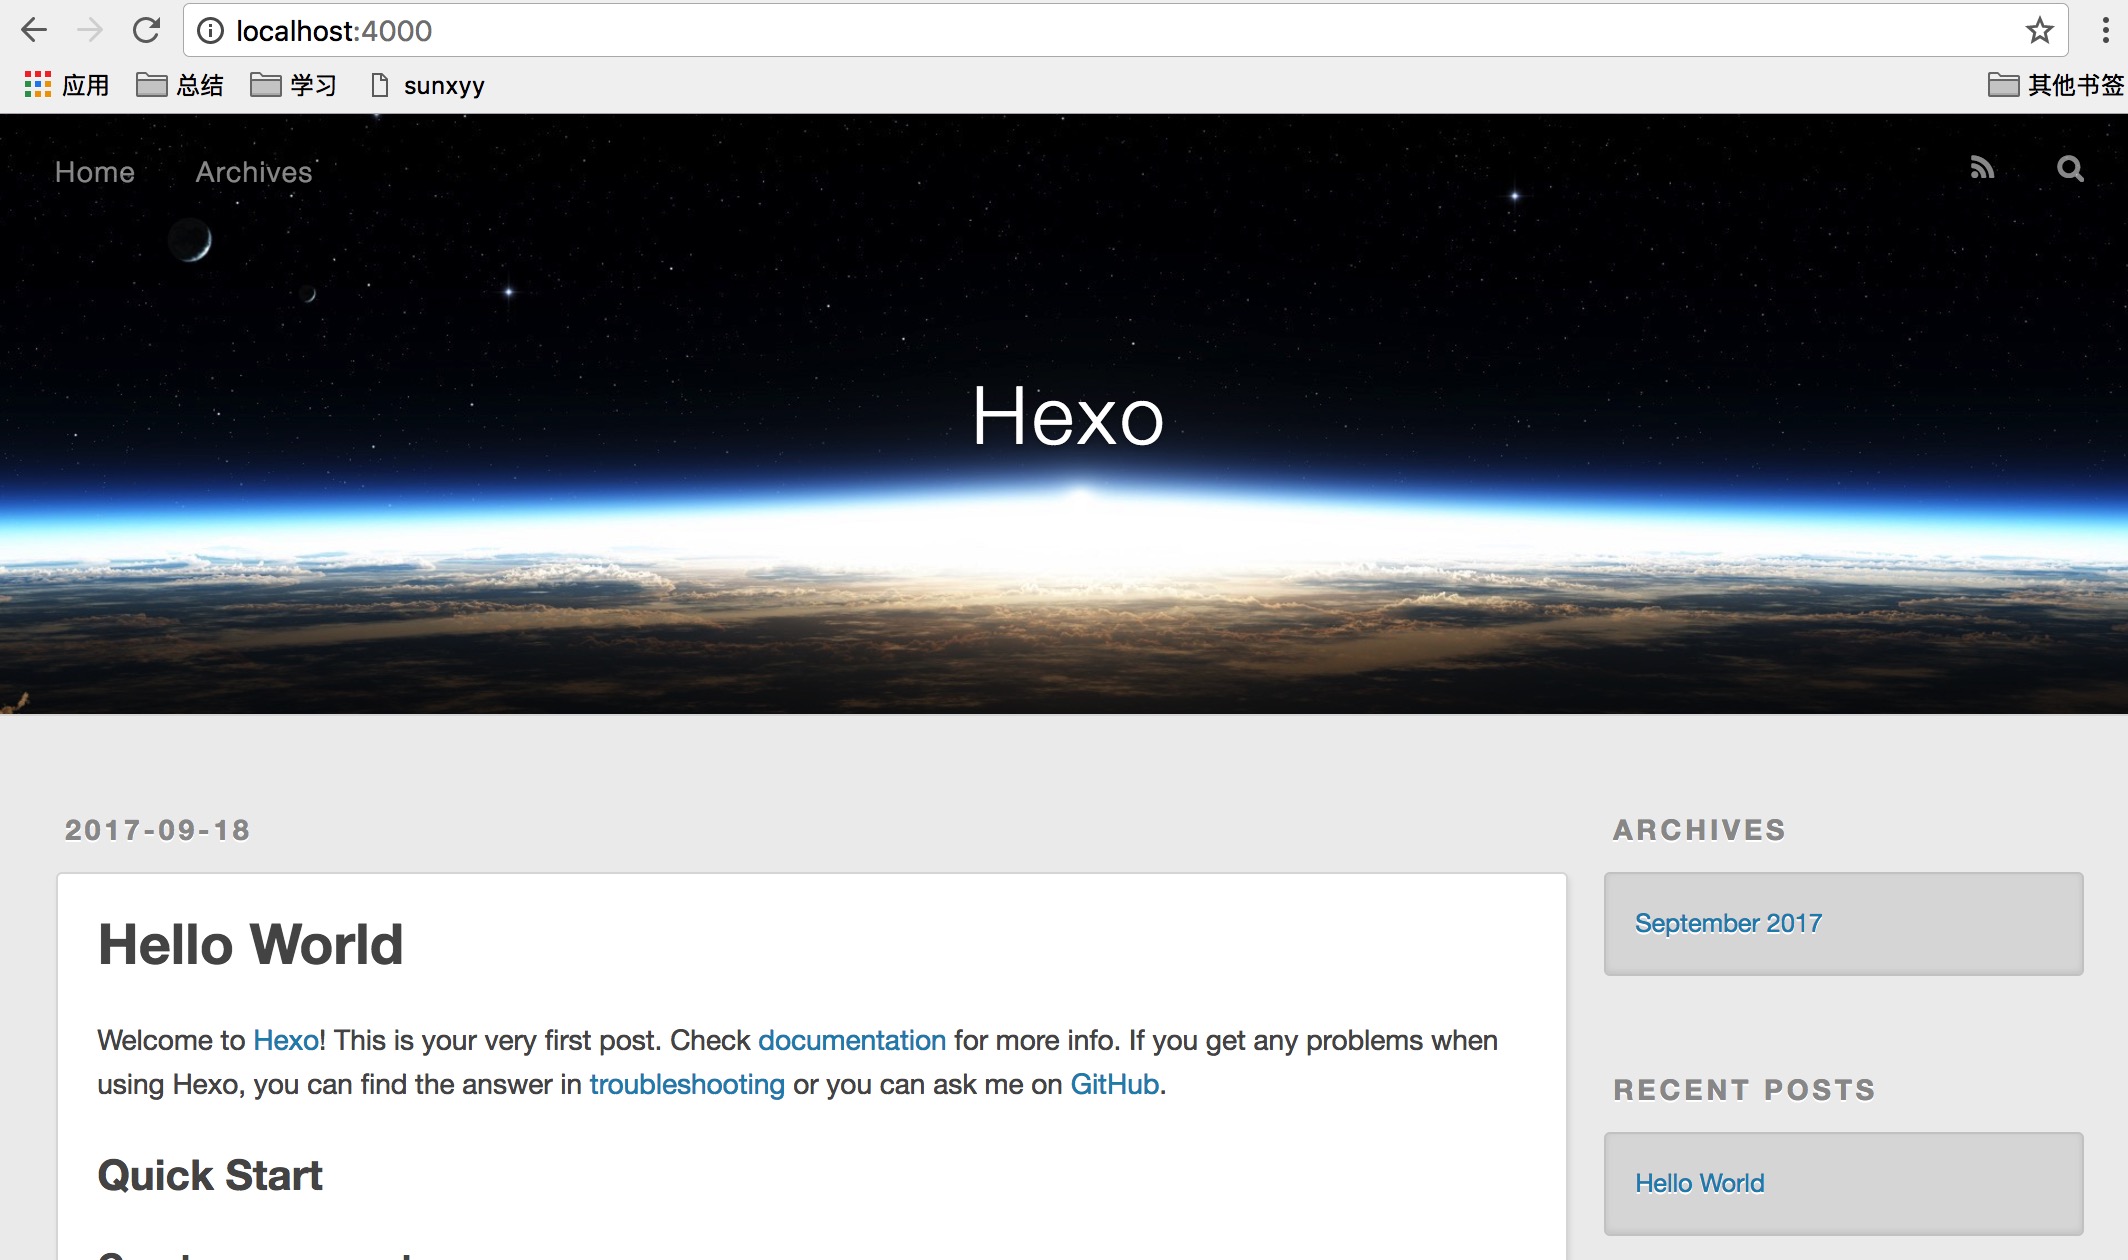 localhost:4000
应用 总结 学习 sunxyy 其他书签
Home Archives
Hexo
2017-09-18
Hello World
Welcome to Hexo! This is your very first post. Check documentation for more info. If you get any problems when
using Hexo, you can find the answer in troubleshooting or you can ask me on GitHub.
Quick Start
ARCHIVES
September 2017
RECENT POSTS
Hello World